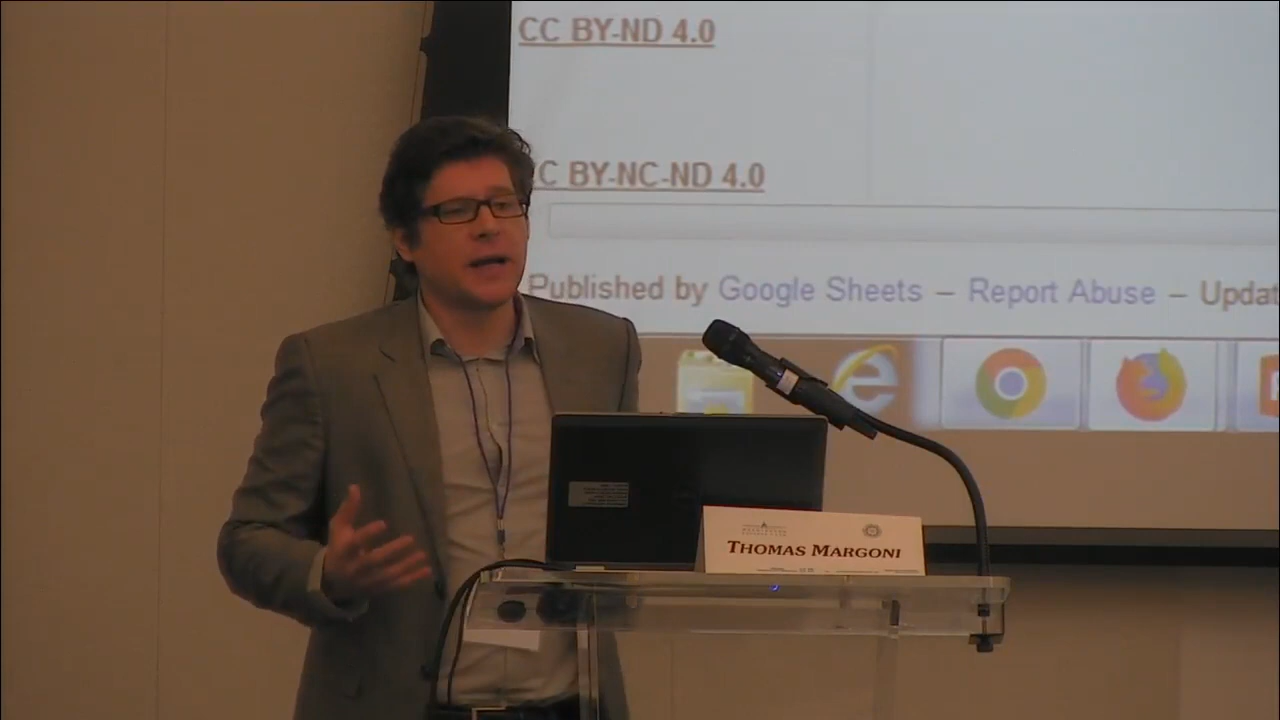 CC BY-ND 4.0
CC BY-NC-ND 4.0
Published by Google Sheets – Report Abuse – Updat
THOMAS MARGONI